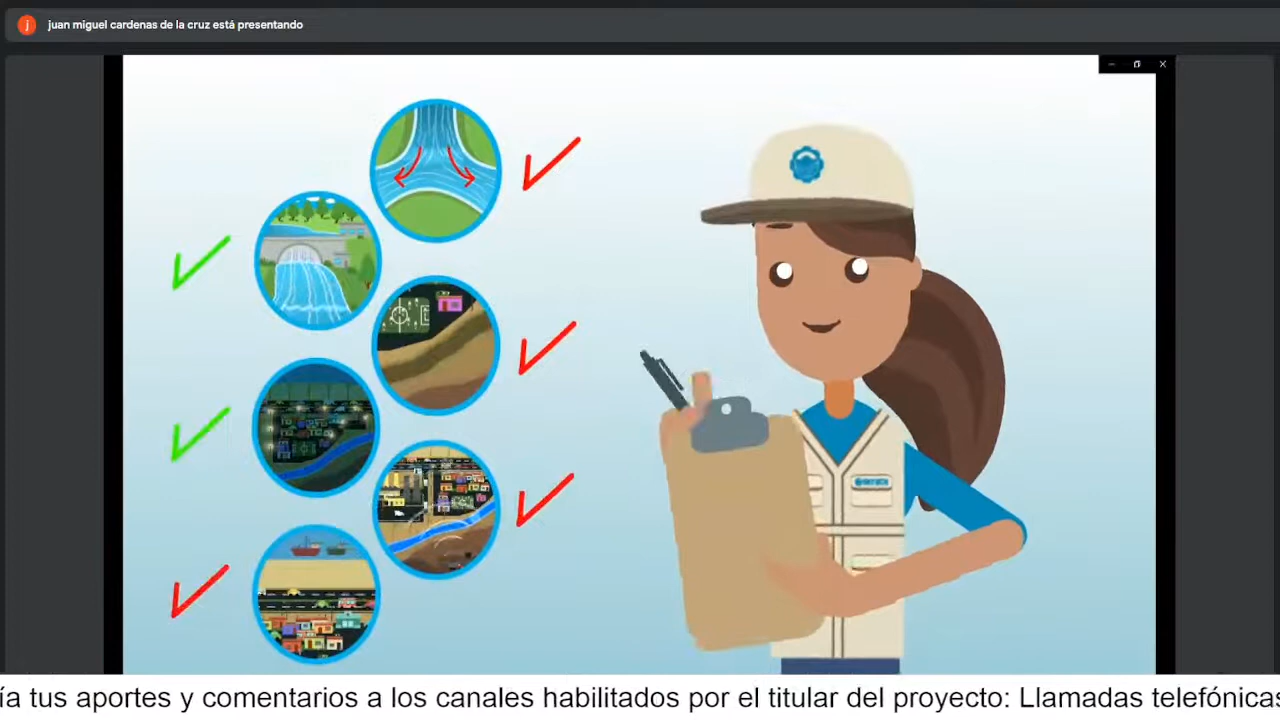 j juan miguel cardenas de la cruz está presentando
ía tus aportes y comentarios a los canales habilitados por el titular del proyecto: Llamadas telefónicas